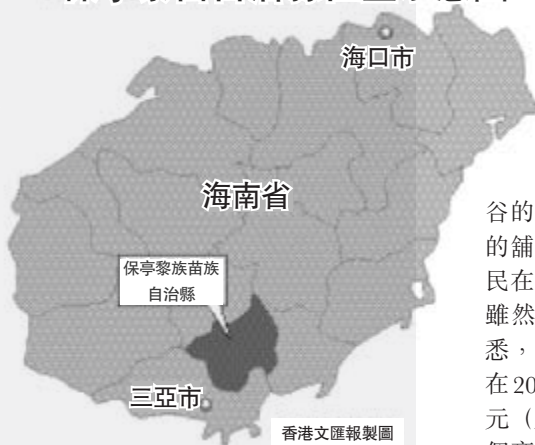 海口市
海南省
保亭黎族苗族
自治縣
三亞市
香港文匯報製圖
谷的
的舖
民在
雖然
悉，
在20
元（